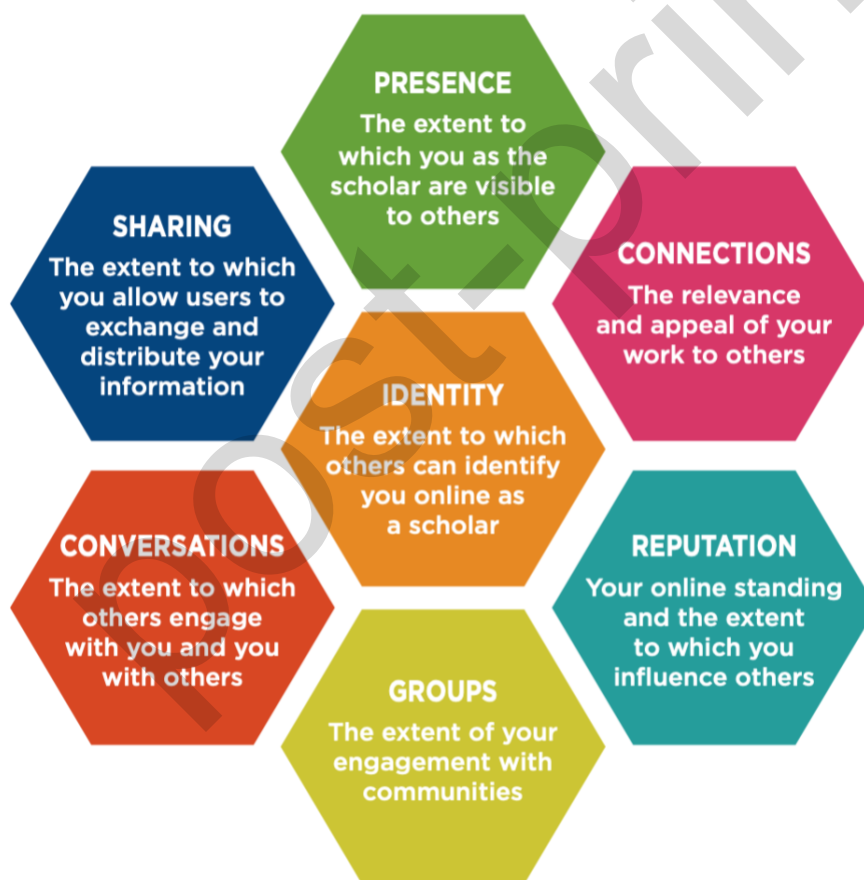 PRESENCE
The extent to
which you as the
scholar are visible
to others
SHARING
The extent to which
you allow users to
exchange and
distribute your
information
CONNECTIONS
The relevance
and appeal of your
work to others
IDENTITY
The extent to which
others can identify
you online as
a scholar
CONVERSATIONS
The extent to which
others engage
with you and you
with others
REPUTATION
Your online standing
and the extent
to which you
influence others
GROUPS
The extent of your
engagement with
communities
post-prin